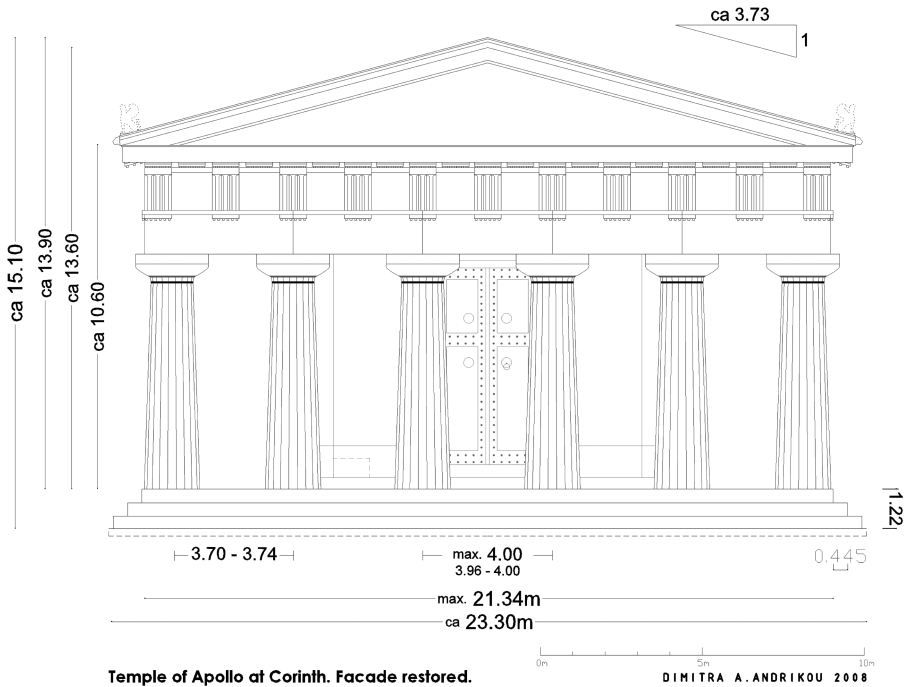 ca 3.73
1
ca 15.10
ca 13.90
ca 13.60
ca 10.60
1.22
3.70 - 3.74
max. 4.00
3.96 - 4.00
0,445
max. 21.34m
ca 23.30m
0m 5m 10m
Temple of Apollo at Corinth. Facade restored.
DIMITRA A.ANDRIKOU 2008